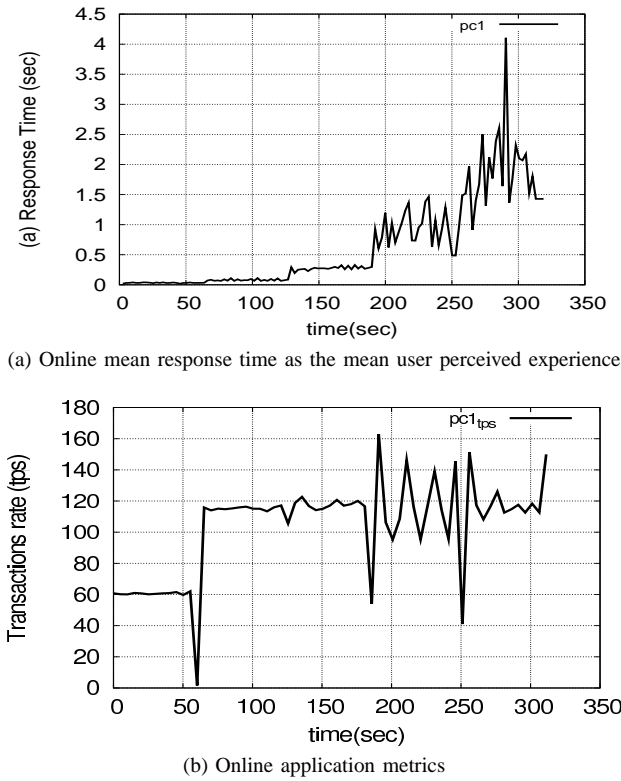 (a) Response Time (sec)
4.5
4
3.5
3
2.5
2
1.5
1
0.5
0
pc1
0 50 100 150 200 250 300 350
time(sec)
(a) Online mean response time as the mean user perceived experience
Transactions rate (tps)
180
160
140
120
100
80
60
40
20
0
pc1tps
0 50 100 150 200 250 300 350
time(sec)
(b) Online application metrics